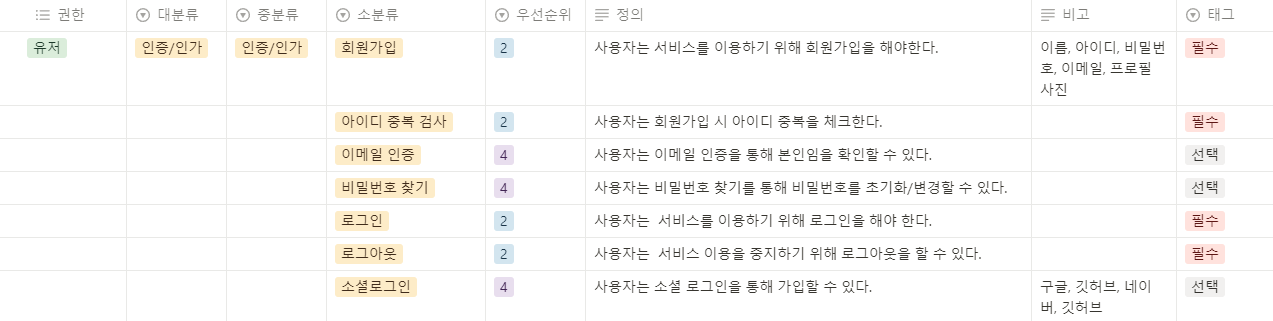 권한 대분류 중분류 소분류 우선순위 정의 비고 태그
유저 인증/인가 인증/인가 회원가입 2 사용자는 서비스를 이용하기 위해 회원가입을 해야한다. 이름, 아이디, 비밀번 필수
호, 이메일, 프로필
사진
아이디 중복 검사 2 사용자는 회원가입 시 아이디 중복을 체크한다. 필수
이메일 인증 4 사용자는 이메일 인증을 통해 본인임을 확인할 수 있다. 선택
비밀번호 찾기 4 사용자는 비밀번호 찾기를 통해 비밀번호를 초기화/변경할 수 있다. 선택
로그인 2 사용자는 서비스를 이용하기 위해 로그인을 해야 한다. 필수
로그아웃 2 사용자는 서비스 이용을 중지하기 위해 로그아웃을 할 수 있다. 필수
소셜로그인 4 사용자는 소셜 로그인을 통해 가입할 수 있다. 구글, 깃허브, 네이 선택
버, 깃허브